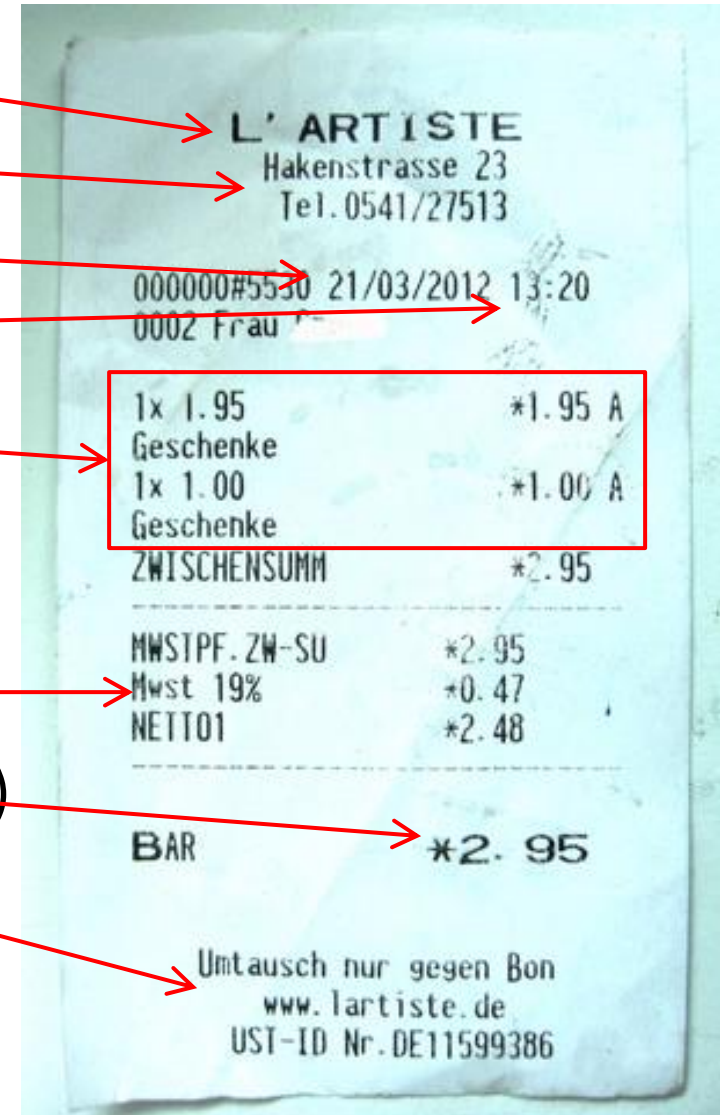 L' ARTISTE
Hakenstrasse 23
Tel.0541/27513
000000#5530 21/03/2012 13:20
0002 Frau
1x 1.95 *1.95 A
Geschenke
1x 1.00 *1.00 A
Geschenke
ZWISCHENSUMM *2.95
MWSTPF.ZW-SU *2.95
Mwst 19% *0.47
NETTO1 *2.48
BAR *2.95
Umtausch nur gegen Bon
www.lartiste.de
UST-ID Nr.DE11599386